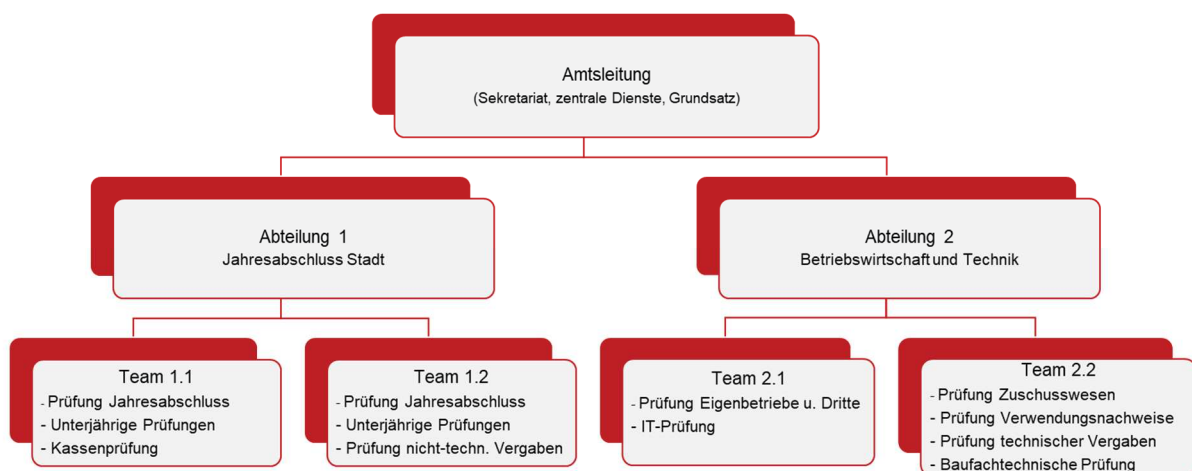 Amtsleitung
(Sekretariat, zentrale Dienste, Grundsatz)
Abteilung 1
Jahresabschluss Stadt
Abteilung 2
Betriebswirtschaft und Technik
Team 1.1
- Prüfung Jahresabschluss
- Unterjährige Prüfungen
- Kassenprüfung
Team 1.2
- Prüfung Jahresabschluss
- Unterjährige Prüfungen
- Prüfung nicht-techn. Vergaben
Team 2.1
- Prüfung Eigenbetriebe u. Dritte
- IT-Prüfung
Team 2.2
- Prüfung Zuschusswesen
- Prüfung Verwendungsnachweise
- Prüfung technischer Vergaben
- Baufachtechnische Prüfung